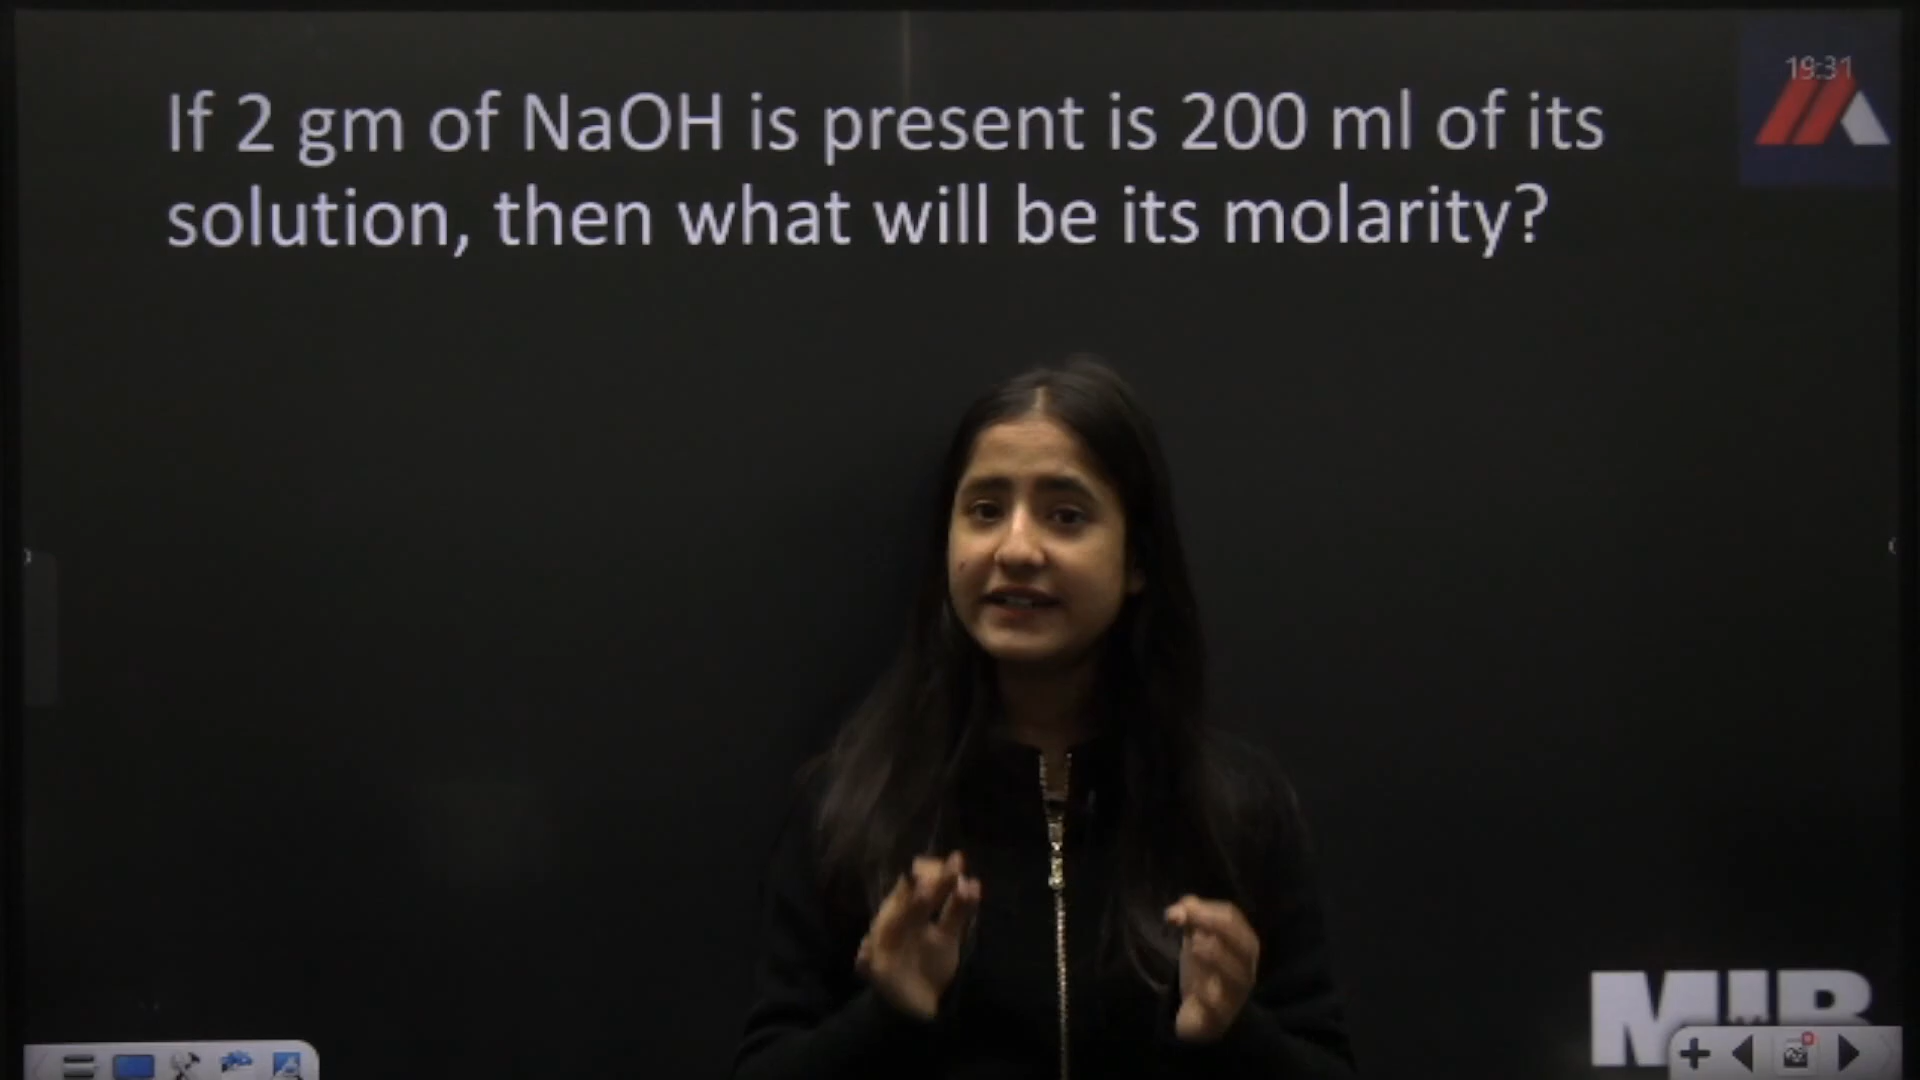 19:31
If 2 gm of NaOH is present is 200 ml of its
solution, then what will be its molarity?